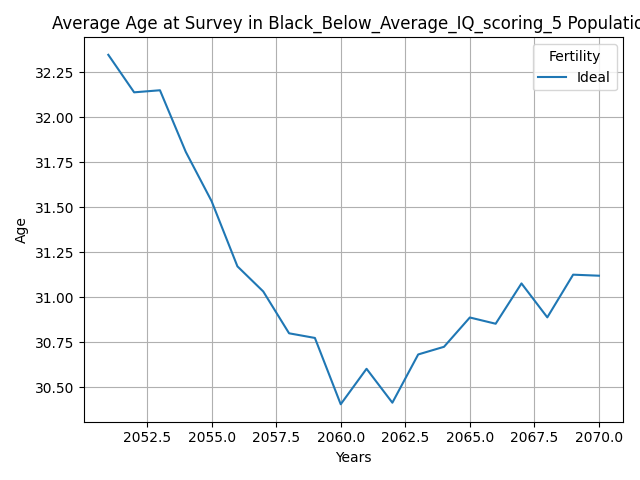 Average Age at Survey in Black_Below_Average_IQ_scoring_5 Populatio
Fertility
Ideal
32.25
32.00
31.75
31.50
31.25
31.00
30.75
30.50
Age
2052.5 2055.0 2057.5 2060.0 2062.5 2065.0 2067.5 2070.0
Years